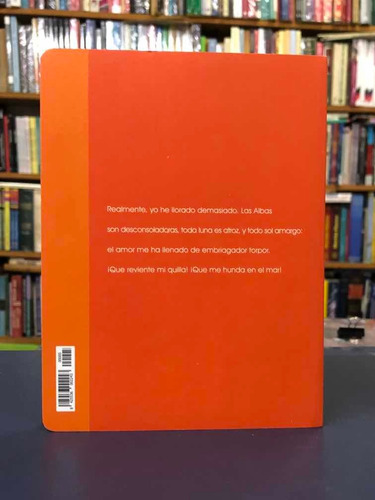 Realmente, yo he llorado demasiado. Las Albas
son desconsoladoras, toda luna es atroz, y todo sol amargo:
el amor me ha llenado de embriagador torpor.
¡Que reviente mi quilla! ¡Que me hunda en el mar!